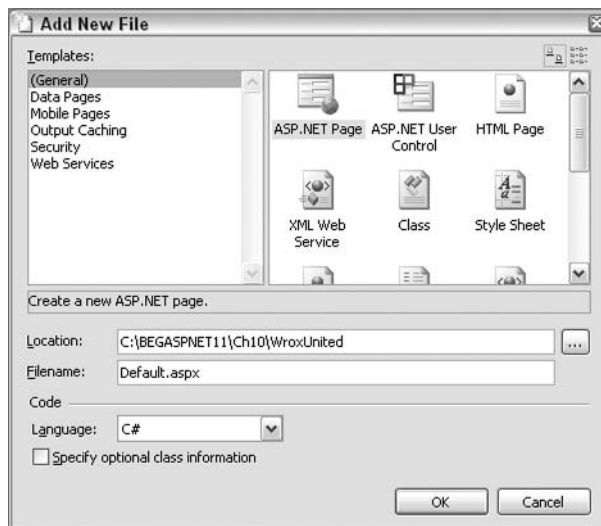 Add New File
Templates:
(General)
Data Pages
Mobile Pages
Output Caching
Security
Web Services
ASP.NET Page
ASP.NET User
Control
HTML Page
XML Web
Service
Class
Style Sheet
Create a new ASP.NET page.
Location: C:\BEGASPNET11\Ch10\WroxUnited ...
Filename: Default.aspx
Code
Language: C#
Specify optional class information
OK Cancel